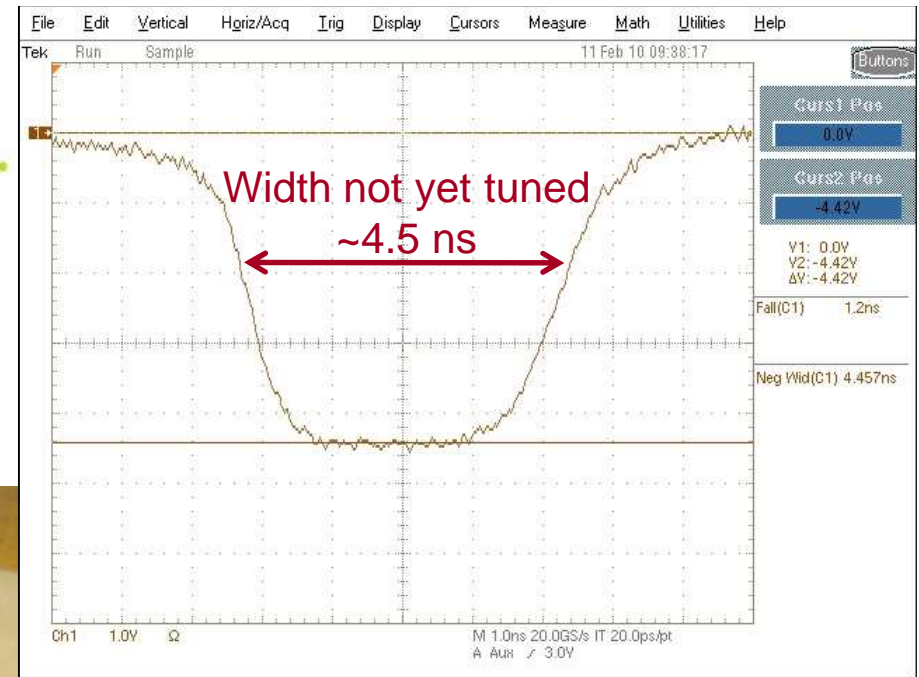 File Edit Vertical Horiz/Acq Trig Display Cursors Measure Math Utilities Help
Tek Run Sample 11 Feb 10 09:38:17
Buttons
Curs1 Pos
0.0V
Curs2 Pos
-4.42V
V1: 0.0V
V2: -4.42V
ΔV: -4.42V
Fall(C1) 1.2ns
Neg Wid(C1) 4.457ns
1
Width not yet tuned
~4.5 ns
Ch1 1.0V Ω M 1.0ns 20.0GS/s IT 20.0ps/pt
A Aux ∕ 3.0V